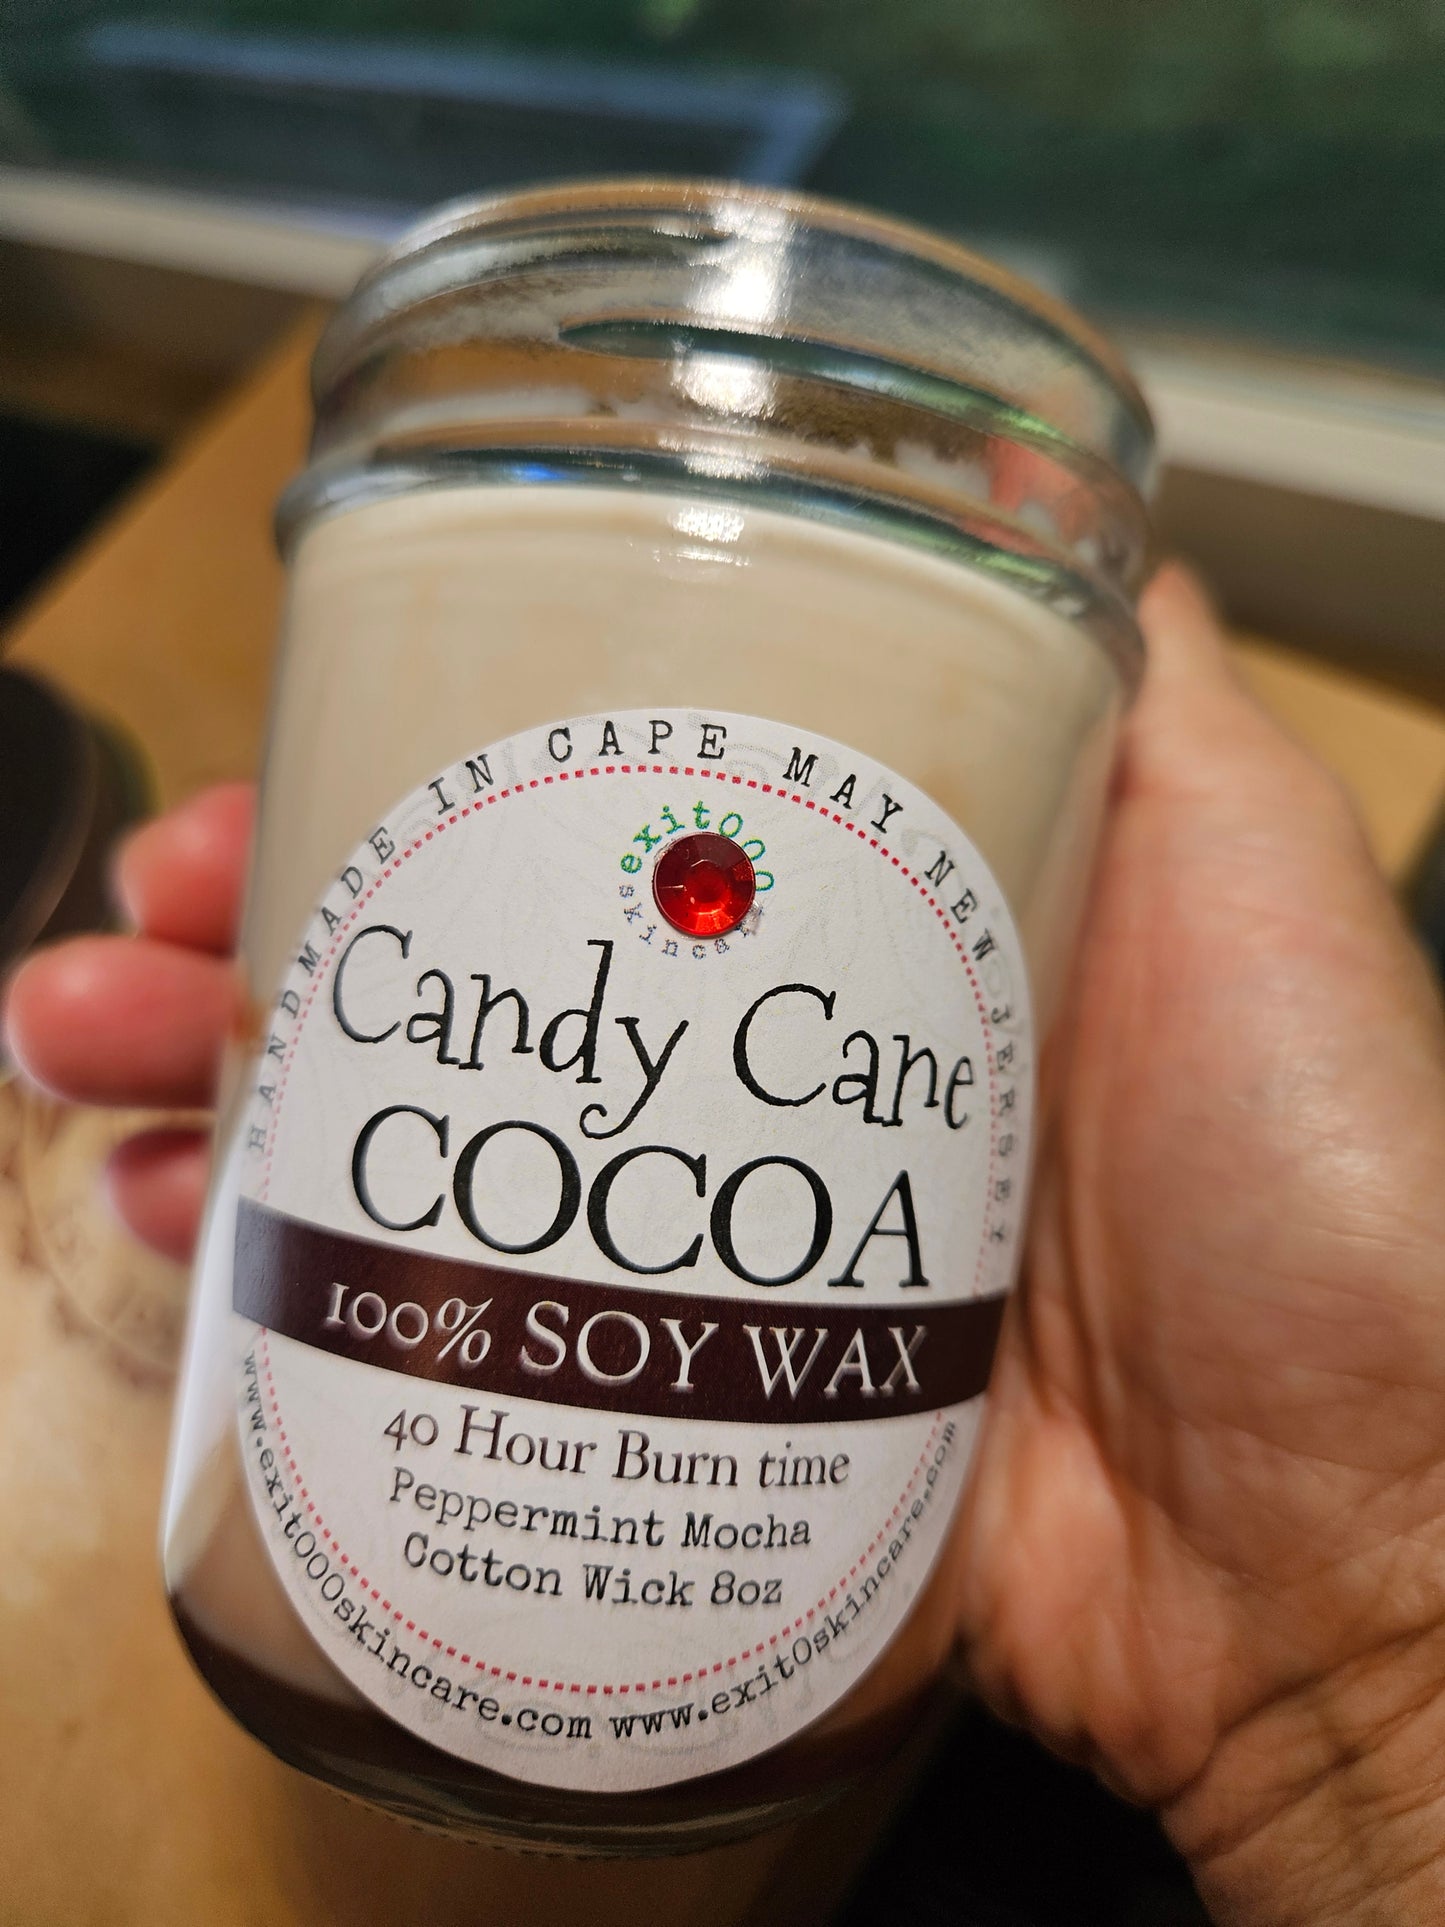 HANDMADE IN CAPE MAY NEW JERSEY
exit000
skincar
Candy Cane
COCOA
100% SOY WAX
40 Hour Burn time
Peppermint Mocha
Cotton Wick 8oz
www.exit000skincare.com www.exit0skincare.com